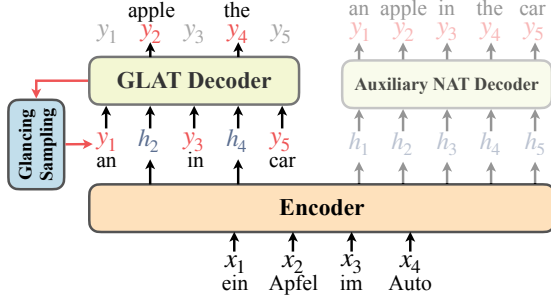 apple the
y1 y2 y3 y4 y5
GLAT Decoder
Glancing Sampling
y1 h2 y3 h4 y5
an in car
an apple in the car
y1 y2 y3 y4 y5
Auxiliary NAT Decoder
h1 h2 h3 h4 h5
Encoder
x1 x2 x3 x4
ein Apfel im Auto